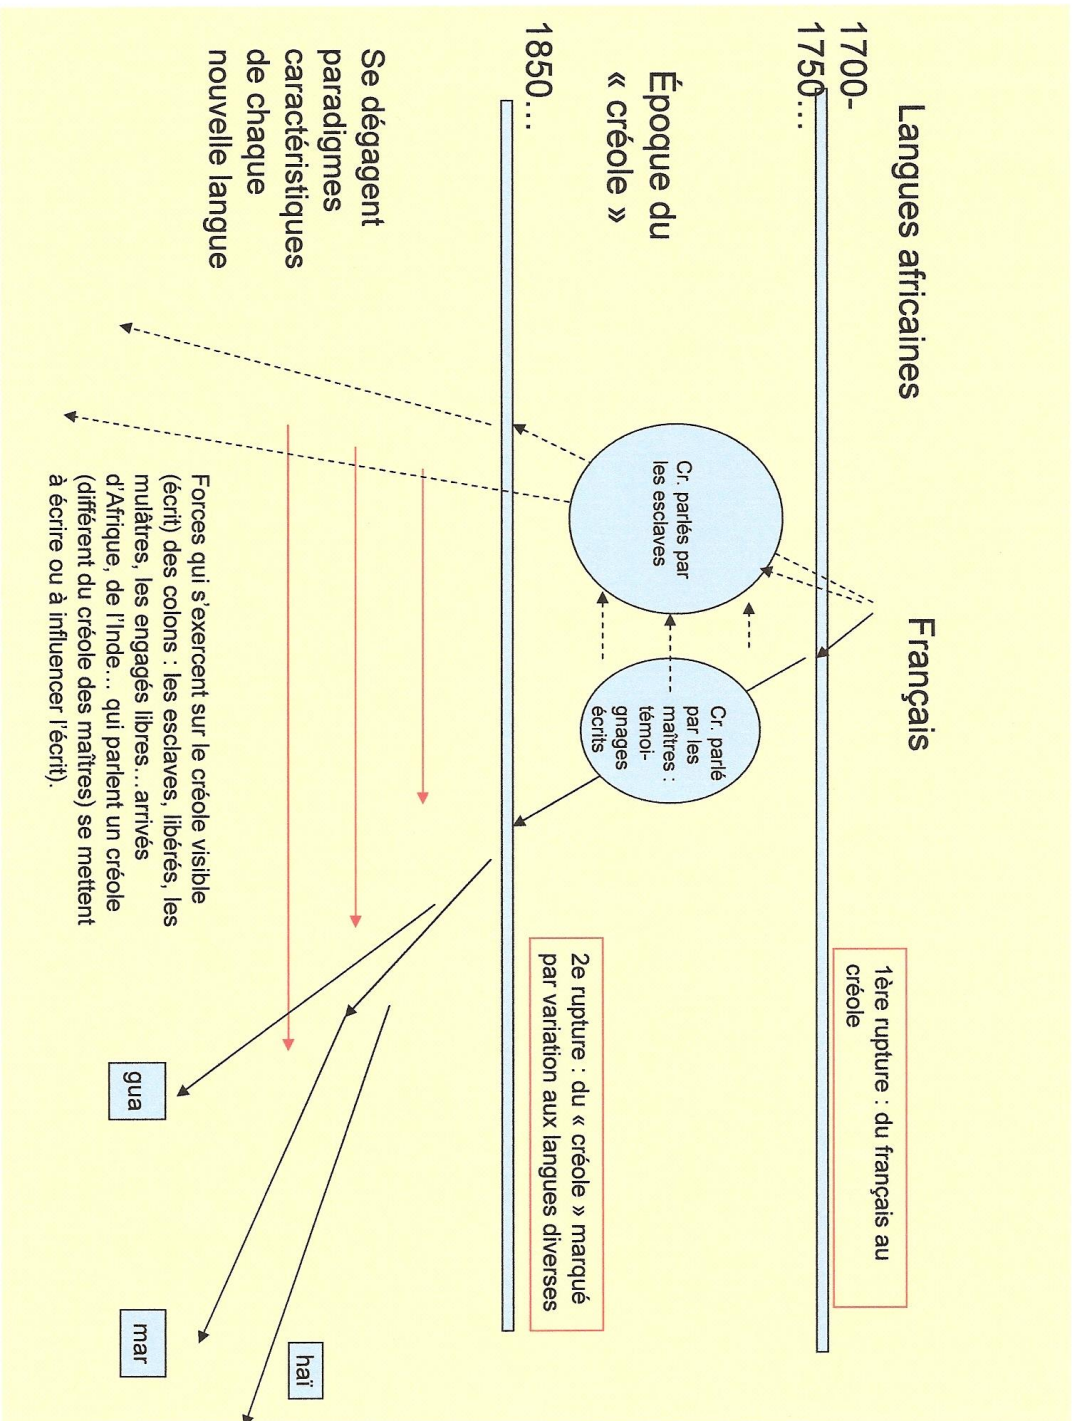 Langues africaines
Français
1700-
1750…
1ère rupture : du français au
créole
Époque du
« créole »
Cr. parlés par
les esclaves
Cr. parlé
par les
maîtres :
témoi-
gnages
écrits
1850…
2e rupture : du « créole » marqué
par variation aux langues diverses
Se dégagent
paradigmes
caractéristiques
de chaque
nouvelle langue
Forces qui s'exercent sur le créole visible
(écrit) des colons : les esclaves, libérés, les
mulâtres, les engagés libres…arrivés
d'Afrique, de l'Inde… qui parlent un créole
(différent du créole des maîtres) se mettent
à écrire ou à influencer l'écrit).
gua
mar
haï